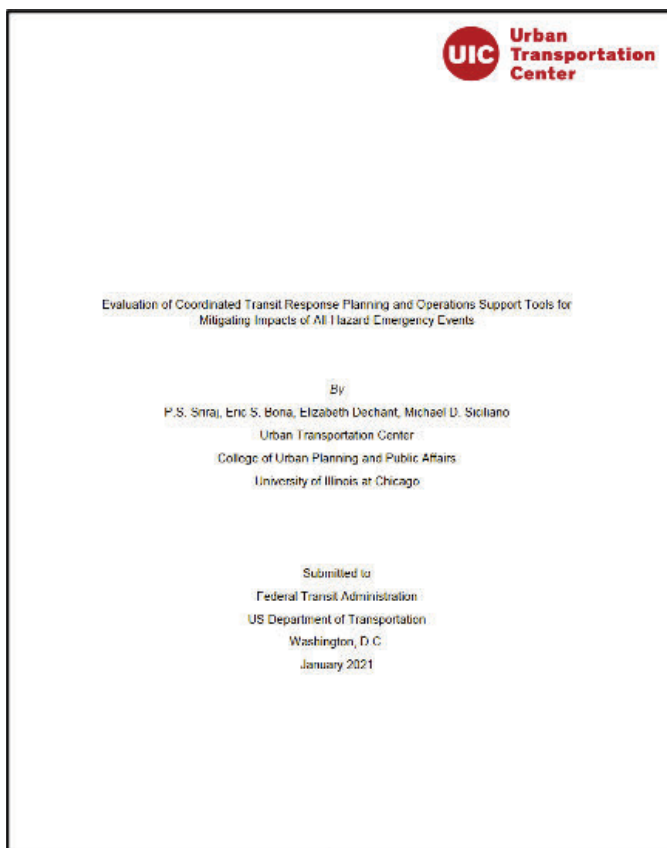 UIC
Urban
Transportation
Center
Evaluation of Coordinated Transit Response Planning and Operations Support Tools for
Mitigating Impacts of All Hazard Emergency Events
By
P.S. Sriraj, Eric S. Bona, Elizabeth Dechant, Michael D. Siciliano
Urban Transportation Center
College of Urban Planning and Public Affairs
University of Illinois at Chicago
Submitted to
Federal Transit Administration
US Department of Transportation
Washington, D.C
January 2021